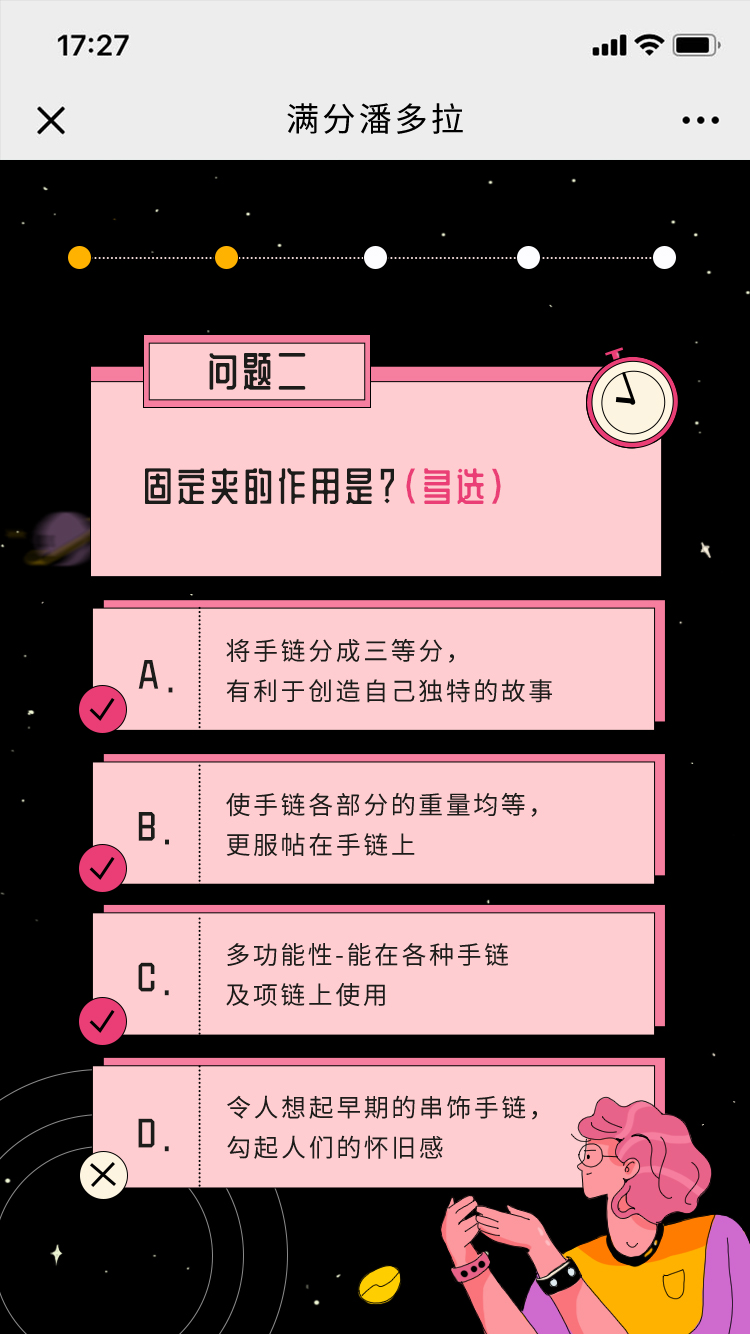 17:27
满分潘多拉
问题二
固定夹的作用是?(多选)
A.
将手链分成三等分,
有利于创造自己独特的故事
B.
使手链各部分的重量均等,
更服帖在手链上
C.
多功能性-能在各种手链
及项链上使用
D.
令人想起早期的串饰手链,
勾起人们的怀旧感